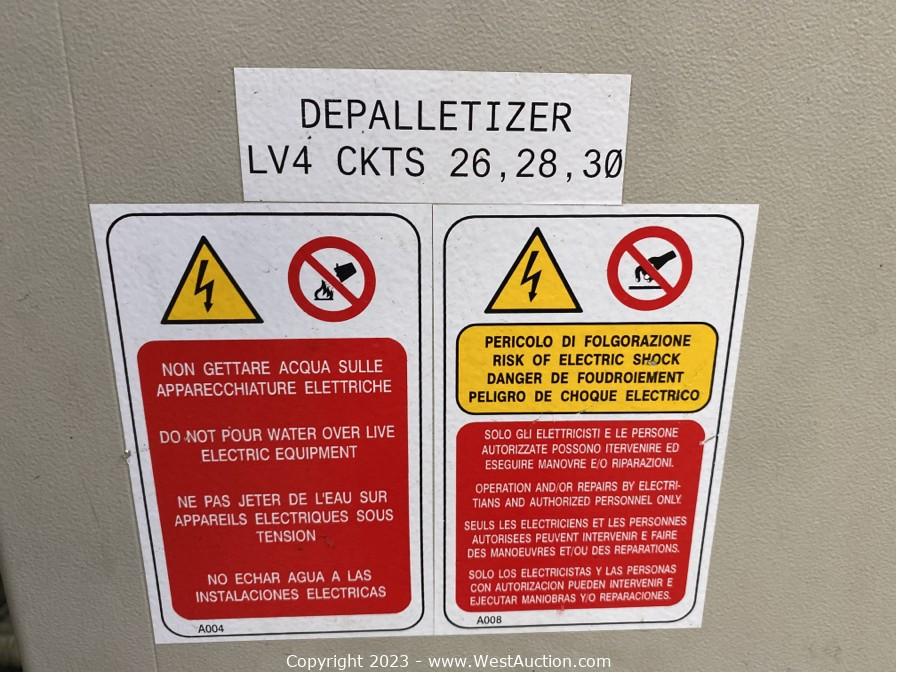 DEPALLETIZER
LV4 CKTS 26,28,30
NON GETTARE ACQUA SULLE
APPARECCHIATURE ELETTRICHE
DO NOT POUR WATER OVER LIVE
ELECTRIC EQUIPMENT
NE PAS JETER DE L'EAU SUR
APPAREILS ELECTRIQUES SOUS
TENSION
NO ECHAR AGUA A LAS
INSTALACIONES ELECTRICAS
A004
PERICOLO DI FOLGORAZIONE
RISK OF ELECTRIC SHOCK
DANGER DE FOUDROIEMENT
PELIGRO DE CHOQUE ELECTRICO
SOLO GLI ELETTRICISTI E LE PERSONE
AUTORIZZATE POSSONO ITERVENIRE ED
ESEGUIRE MANOVRE E/O RIPARAZIONI.
OPERATION AND/OR REPAIRS BY ELECTRI-
TIANS AND AUTHORIZED PERSONNEL ONLY.
SEULS LES ELECTRICIENS ET LES PERSONNES
AUTORISEES PEUVENT INTERVENIR E FAIRE
DES MANOEUVRES ET/OU DES REPARATIONS.
SOLO LOS ELECTRICISTAS Y LAS PERSONAS
CON AUTORIZACION PUEDEN INTERVENIR E
EJECUTAR MANIOBRAS Y/O REPARACIONES.
A008
Copyright 2023 - www.WestAuction.com